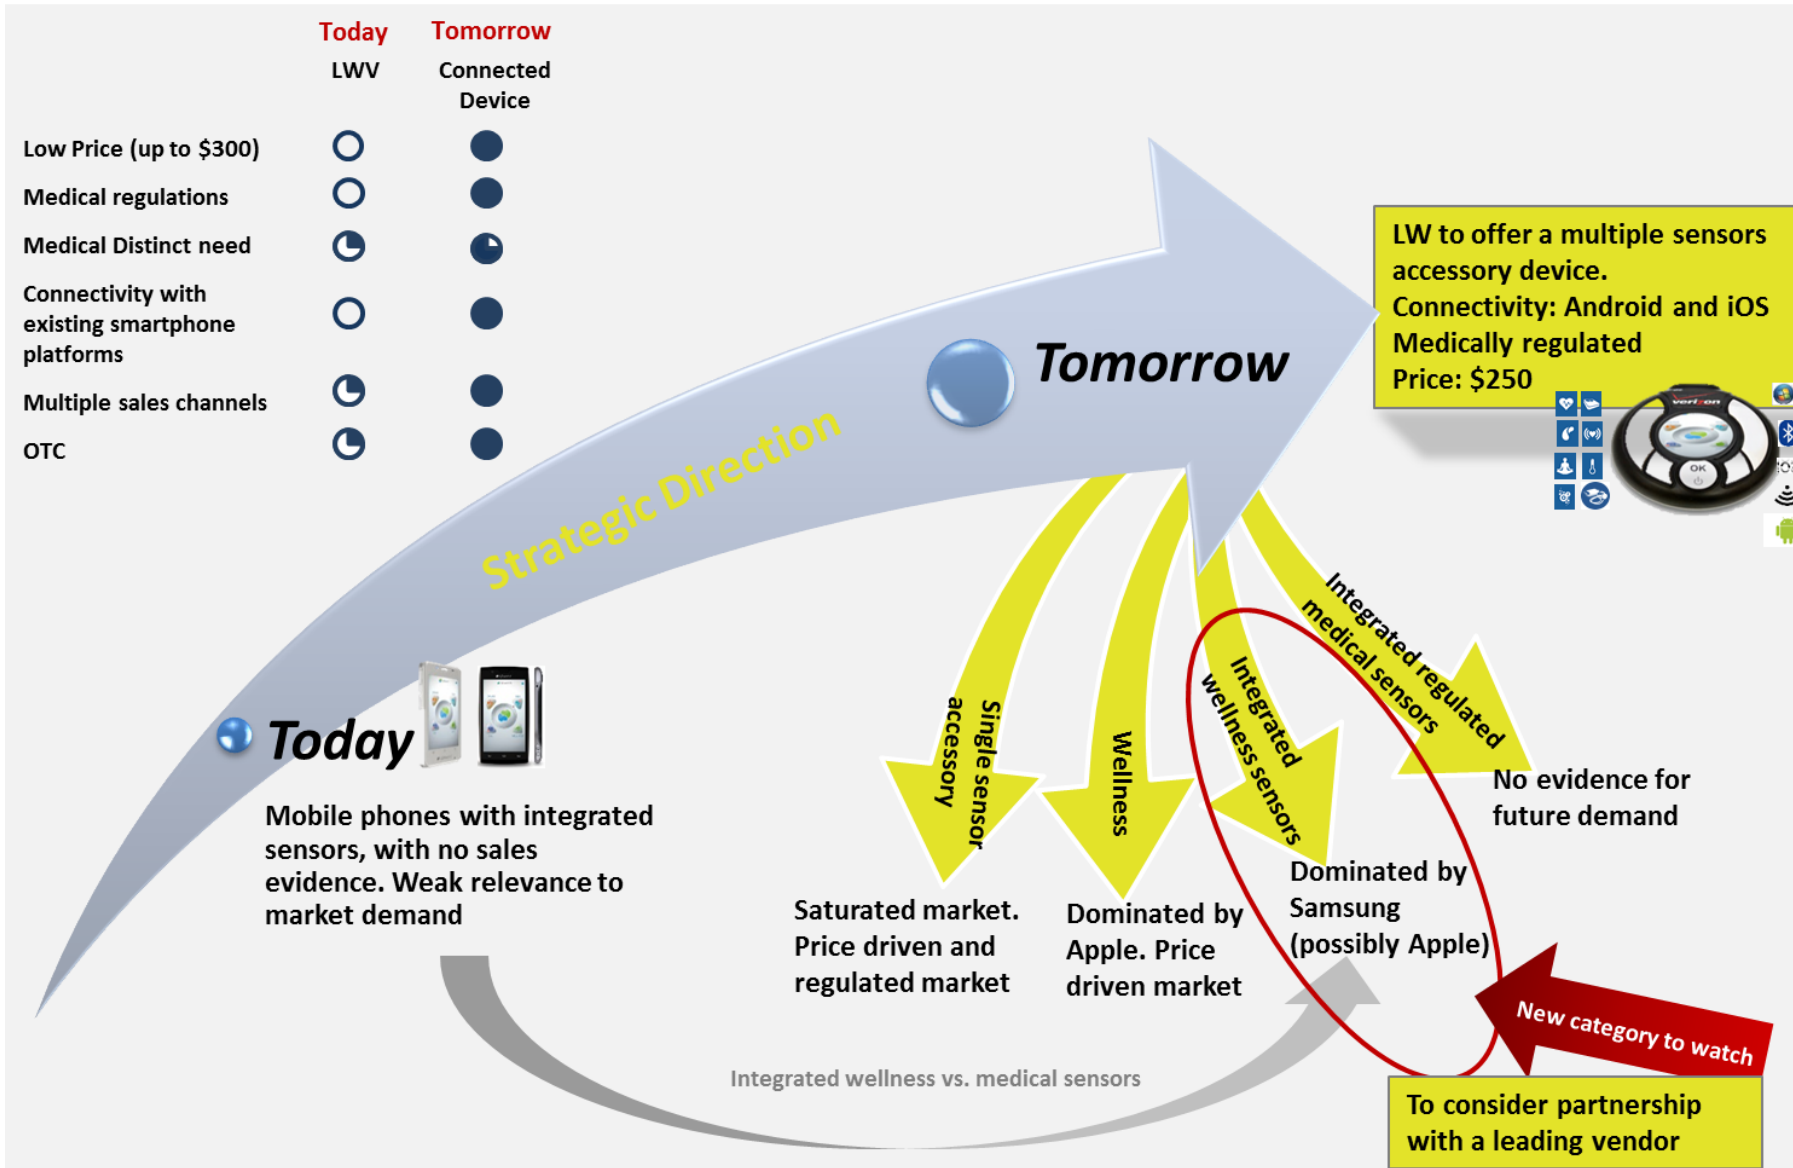 Today
Tomorrow
LWV
Connected
Device
Low Price (up to $300)
Medical regulations
Medical Distinct need
Connectivity with
existing smartphone
platforms
Multiple sales channels
OTC
Strategic Direction
Tomorrow
LW to offer a multiple sensors
accessory device.
Connectivity: Android and iOS
Medically regulated
Price: $250
verizon
OK
Today
Mobile phones with integrated
sensors, with no sales
evidence. Weak relevance to
market demand
Single sensor
accessory
Wellness
Integrated
wellness sensors
Integrated regulated
medical sensors
Saturated market.
Price driven and
regulated market
Dominated by
Apple. Price
driven market
Dominated by
Samsung
(possibly Apple)
No evidence for
future demand
New category to watch
Integrated wellness vs. medical sensors
To consider partnership
with a leading vendor